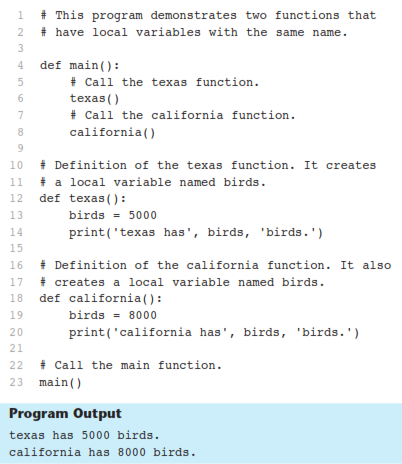 1 # This program demonstrates two functions that
2 # have local variables with the same name.
3
4 def main():
5     # Call the texas function.
6     texas()
7     # Call the california function.
8     california()
9
10 # Definition of the texas function. It creates
11 # a local variable named birds.
12 def texas():
13     birds = 5000
14     print('texas has', birds, 'birds.')
15
16 # Definition of the california function. It also
17 # creates a local variable named birds.
18 def california():
19     birds = 8000
20     print('california has', birds, 'birds.')
21
22 # Call the main function.
23 main()
Program Output
texas has 5000 birds.
california has 8000 birds.